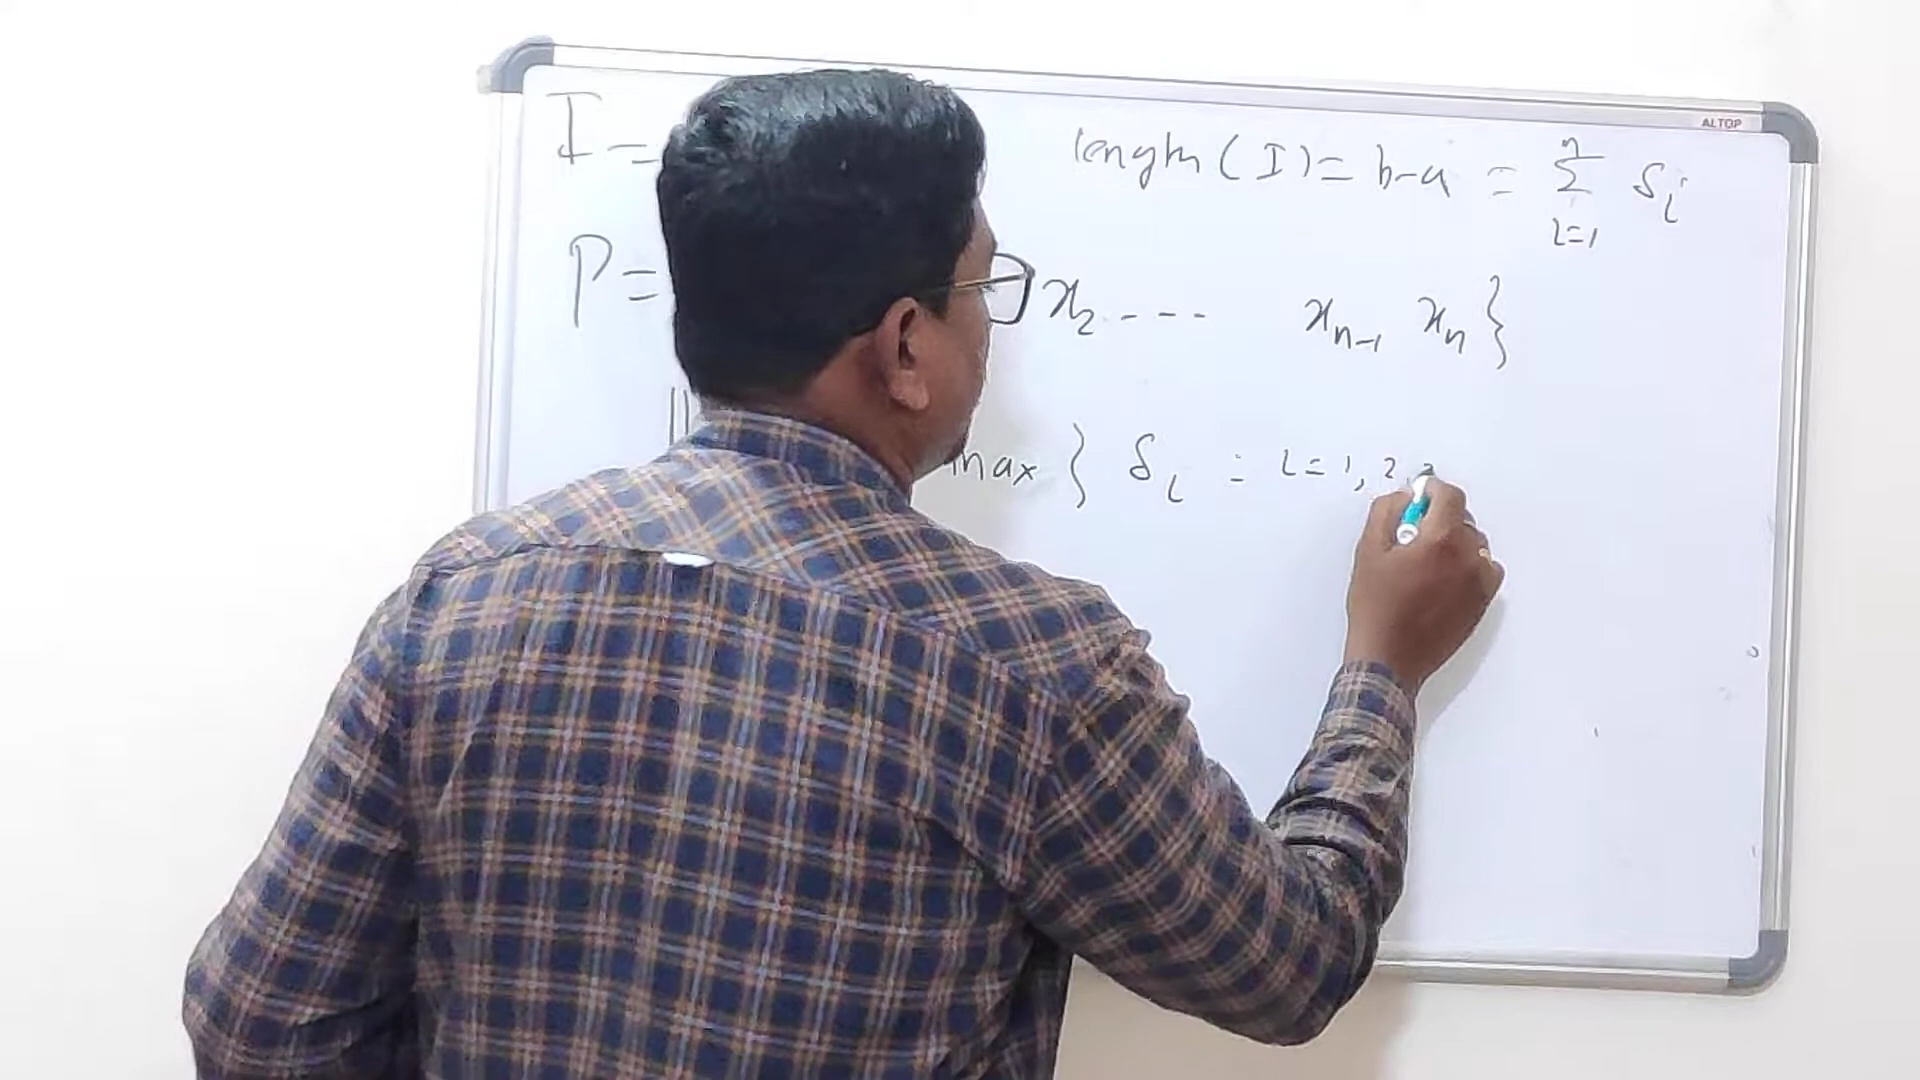 ALTOP
I = length (I) = b-a = n∑i=1 δi
P = x2 ---- xn-1 xn }
|| max } δi : i = 1, 2,